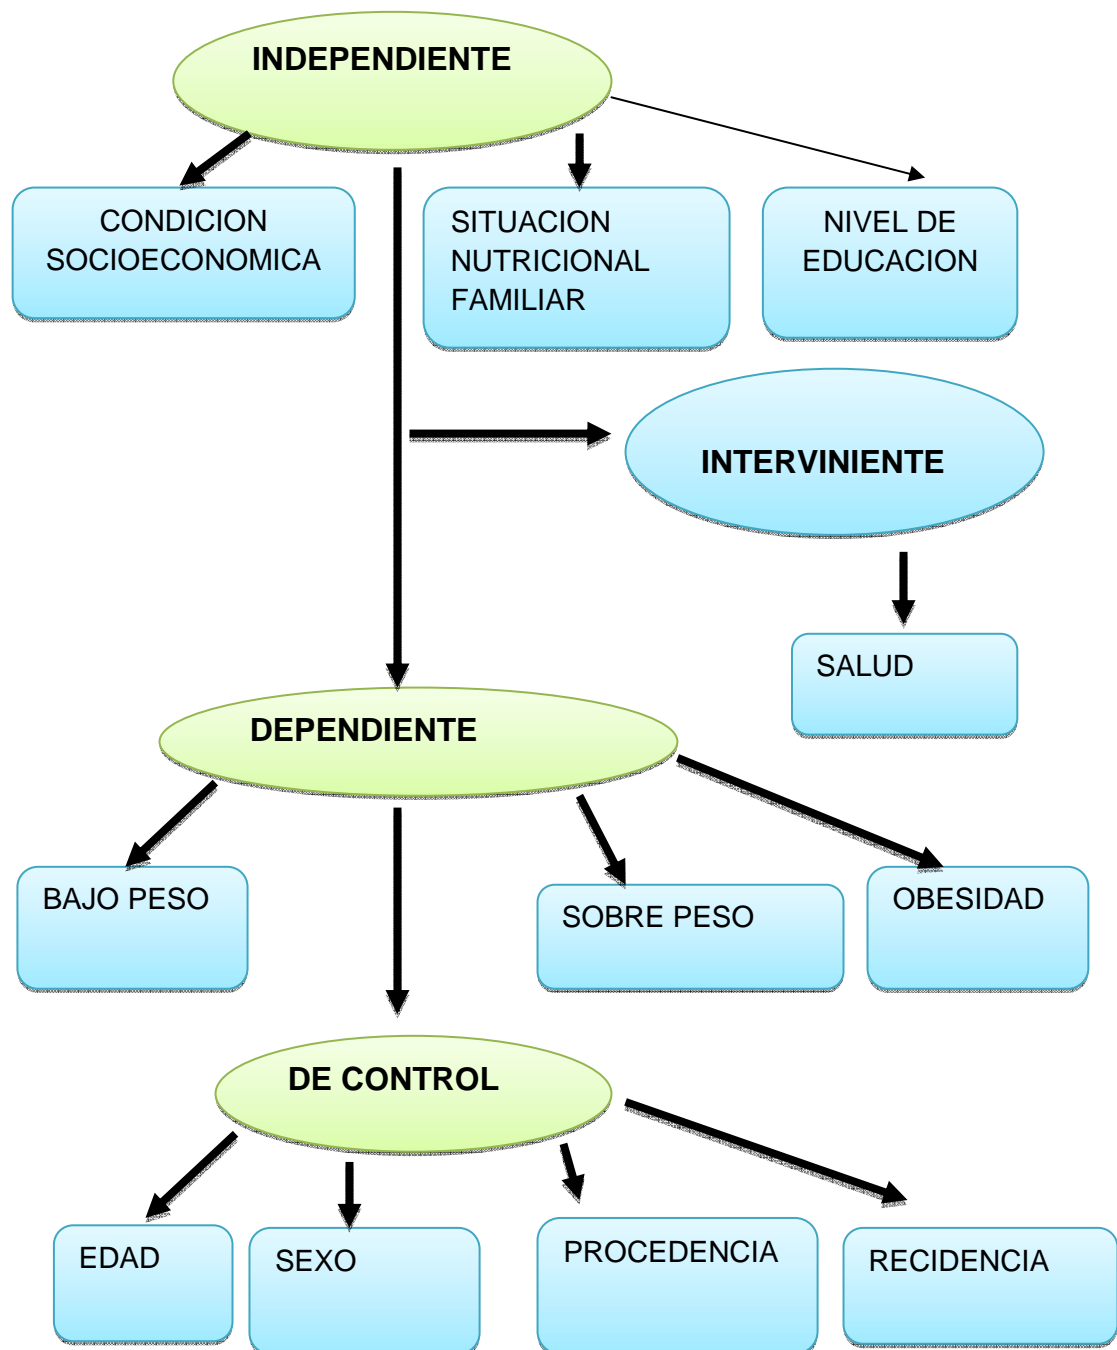 INDEPENDIENTE
CONDICION
SOCIOECONOMICA
SITUACION
NUTRICIONAL
FAMILIAR
NIVEL DE
EDUCACION
INTERVINIENTE
SALUD
DEPENDIENTE
BAJO PESO
SOBRE PESO
OBESIDAD
DE CONTROL
EDAD
SEXO
PROCEDENCIA
RECIDENCIA